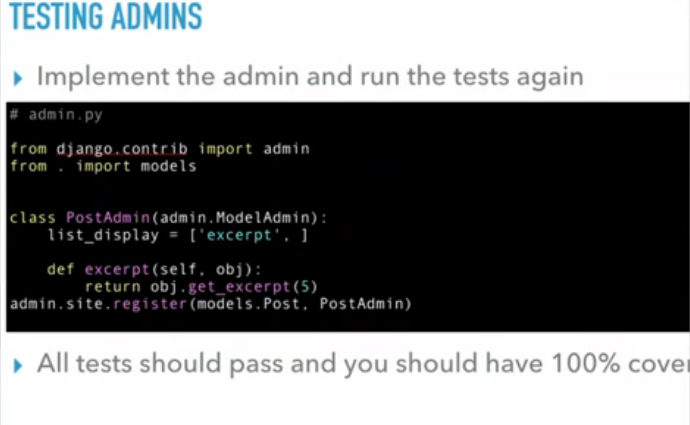 TESTING ADMINS
Implement the admin and run the tests again
# admin.py
from django.contrib import admin
from . import models
class PostAdmin(admin.ModelAdmin):
list_display = ['excerpt', ]
def excerpt(self, obj):
return obj.get_excerpt(5)
admin.site.register(models.Post, PostAdmin)
All tests should pass and you should have 100% cover